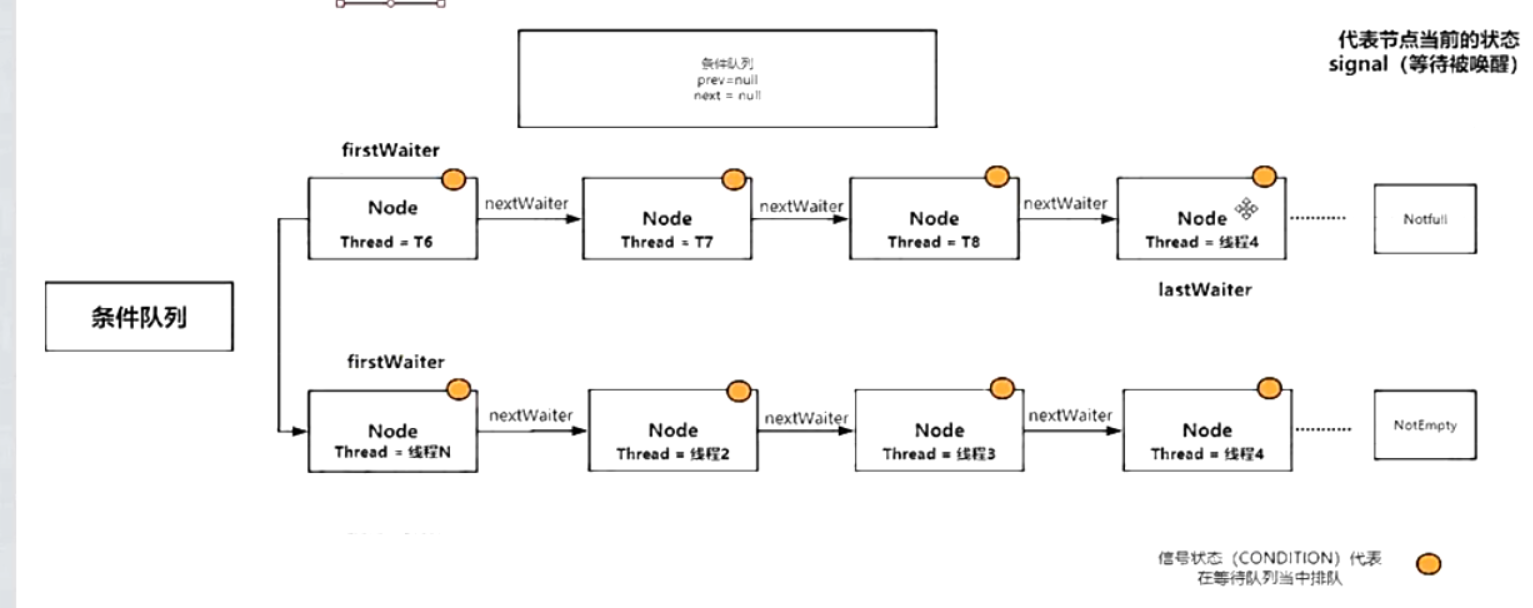 条件队列
prev=null
next = null
代表节点当前的状态
signal（等待被唤醒）
firstWaiter
Node
Thread = T6
nextWaiter
Node
Thread = T7
nextWaiter
Node
Thread = T8
nextWaiter
Node
Thread = 线程4
Notfull
lastWaiter
条件队列
firstWaiter
Node
Thread = 线程N
nextWaiter
Node
Thread = 线程2
nextWaiter
Node
Thread = 线程3
nextWaiter
Node
Thread = 线程4
NotEmpty
信号状态（CONDITION）代表
在等待队列当中排队